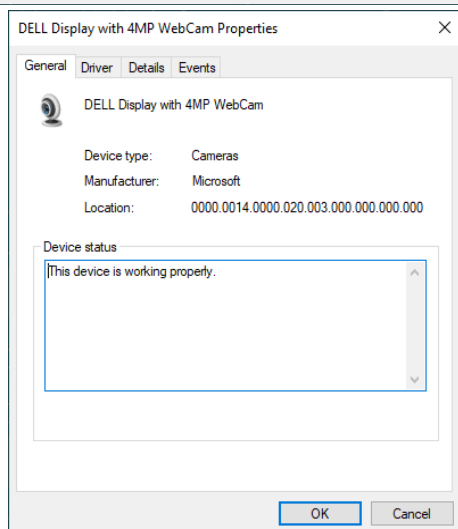 DELL Display with 4MP WebCam Properties
General Driver Details Events
DELL Display with 4MP WebCam
Device type: Cameras
Manufacturer: Microsoft
Location: 0000.0014.0000.020.003.000.000.000.000
Device status
This device is working properly.
OK Cancel